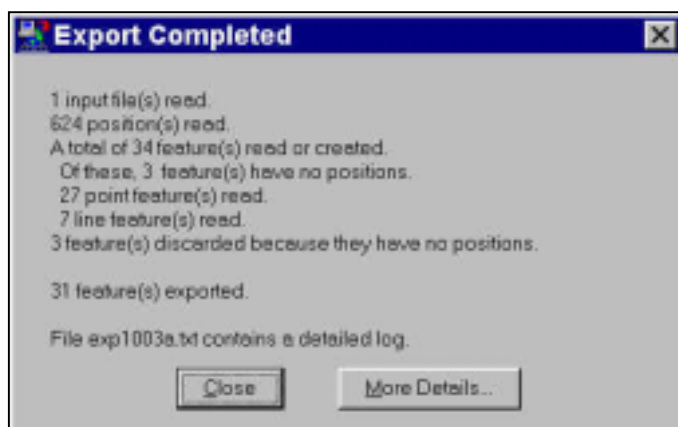 Export Completed
1 input file(s) read.
624 position(s) read.
A total of 34 feature(s) read or created.
Of these, 3 feature(s) have no positions.
27 point feature(s) read.
7 line feature(s) read.
3 feature(s) discarded because they have no positions.
31 feature(s) exported.
File exp1003a.txt contains a detailed log.
Close
More Details...